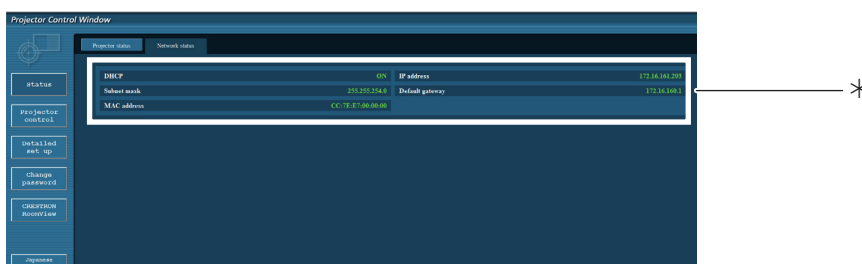 Projector Control Window
Projector status
Network status
DHCP ON IP address 172.16.161.203
Subnet mask 255.255.254.0 Default gateway 172.16.160.1
MAC address CC:7E:E7:00:00:00
Status
Projector
control
Detailed
set up
Change
password
CRESTRON
RoomView
Japanese